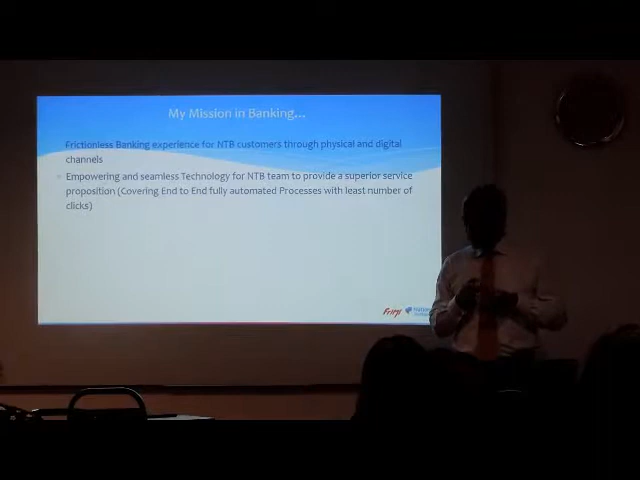 My Mission in Banking...
Frictionless Banking experience for NTB customers through physical and digital
channels
Empowering and seamless Technology for NTB team to provide a superior service
proposition (Covering End to End fully automated Processes with least number of
clicks)